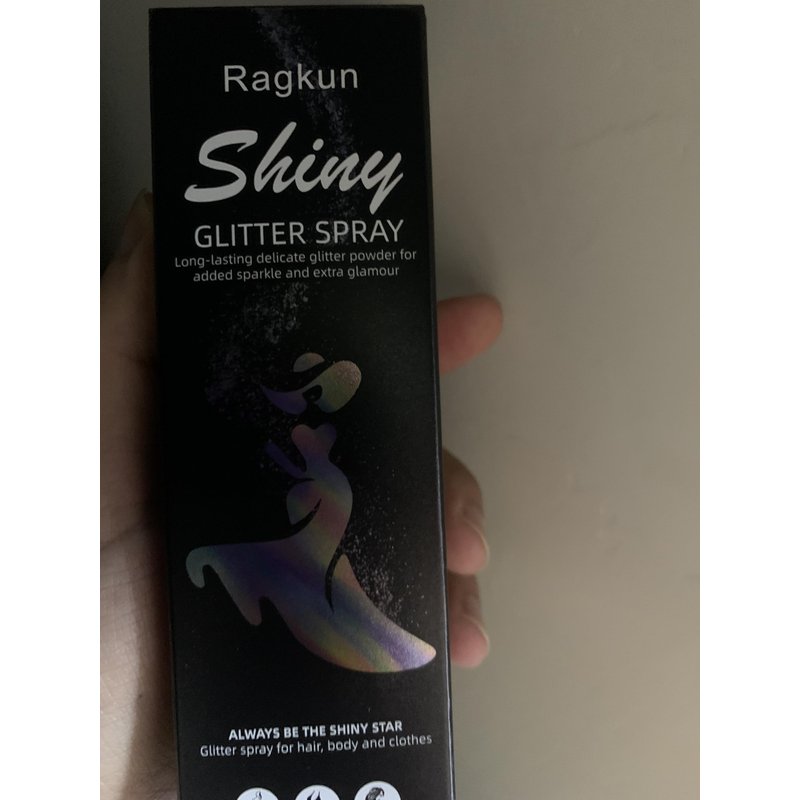 Ragkun
Shiny
GLITTER SPRAY
Long-lasting delicate glitter powder for
added sparkle and extra glamour
ALWAYS BE THE SHINY STAR
Glitter spray for hair, body and clothes